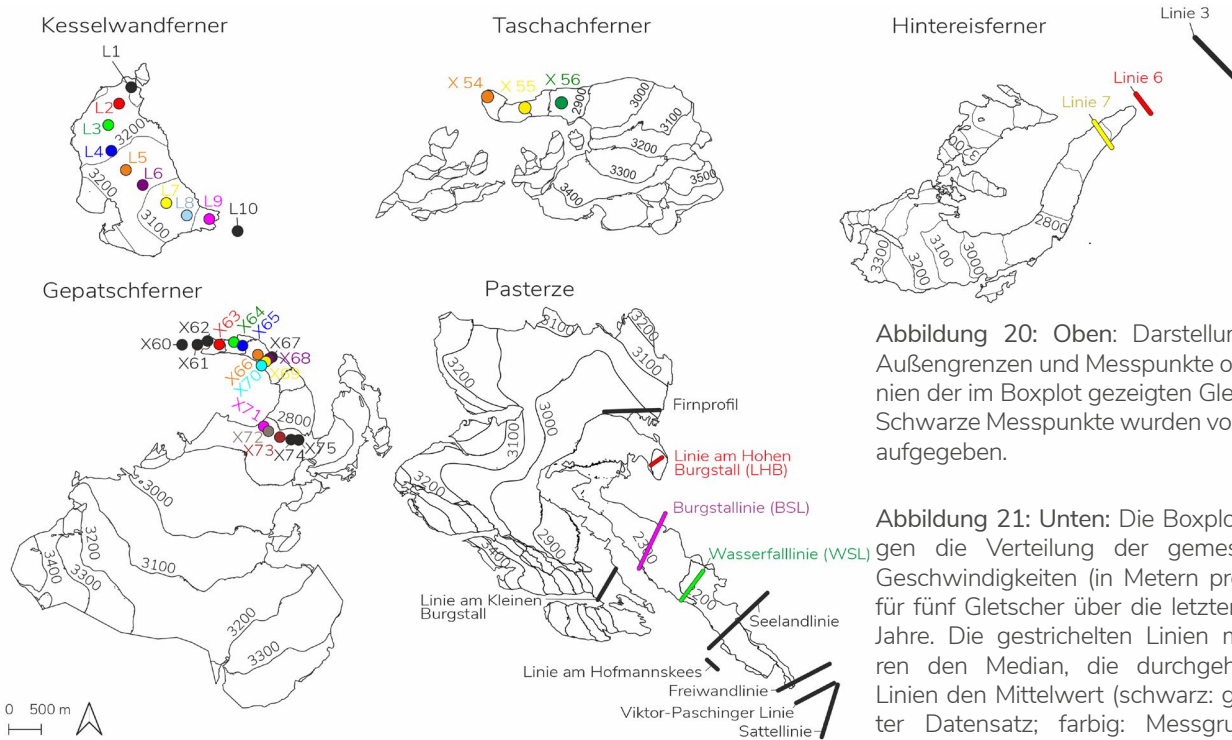 Kesselwandferner
L1
L2
L3
3200
L4
L5
L6
3200
L7
L8
L9
3100
L10
Taschachferner
X 54
X 55
X 56
2900
3000
3100
3200
3300
3500
3400
Hintereisferner
Linie 3
Linie 6
Linie 7
3100
2800
3000
3100
3200
3300
Gepatschferner
X60
X61
X62
X63
X64
X65
X67
X68
X66
X69
X70
X71
2800
X72
X73
X74
X75
3000
3200
3400
3300
3100
3200
3300
0 500 m
Pasterze
3100
3200
3100
3200
3000
3100
Firnprofil
Linie am Hohen
Burgstall (LHB)
3200
Burgstallinie (BSL)
2900
3400
Wasserfalllinie (WSL)
Linie am Kleinen
Burgstall
Seelandlinie
Linie am Hofmannskees
Freiwandlinie
Viktor-Paschinger Linie
Sattellinie
Abbildung 20: Oben: Darstellun
Außengrenzen und Messpunkte o
nien der im Boxplot gezeigten Gle
Schwarze Messpunkte wurden vo
aufgegeben.
Abbildung 21: Unten: Die Boxplo
gen die Verteilung der gemes
Geschwindigkeiten (in Metern pr
für fünf Gletscher über die letzter
Jahre. Die gestrichelten Linien m
ren den Median, die durchgeh
Linien den Mittelwert (schwarz: g
ter Datensatz; farbig: Messgru